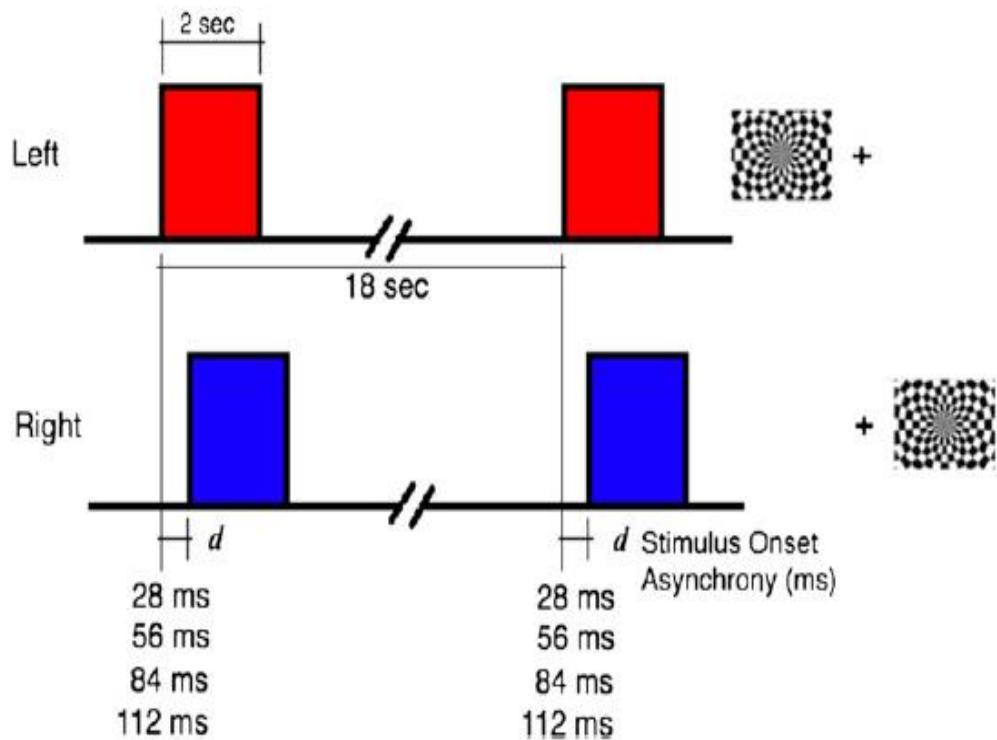 2 sec
Left
+
18 sec
Right
+
d
d Stimulus Onset
Asynchrony (ms)
28 ms
56 ms
84 ms
112 ms
28 ms
56 ms
84 ms
112 ms